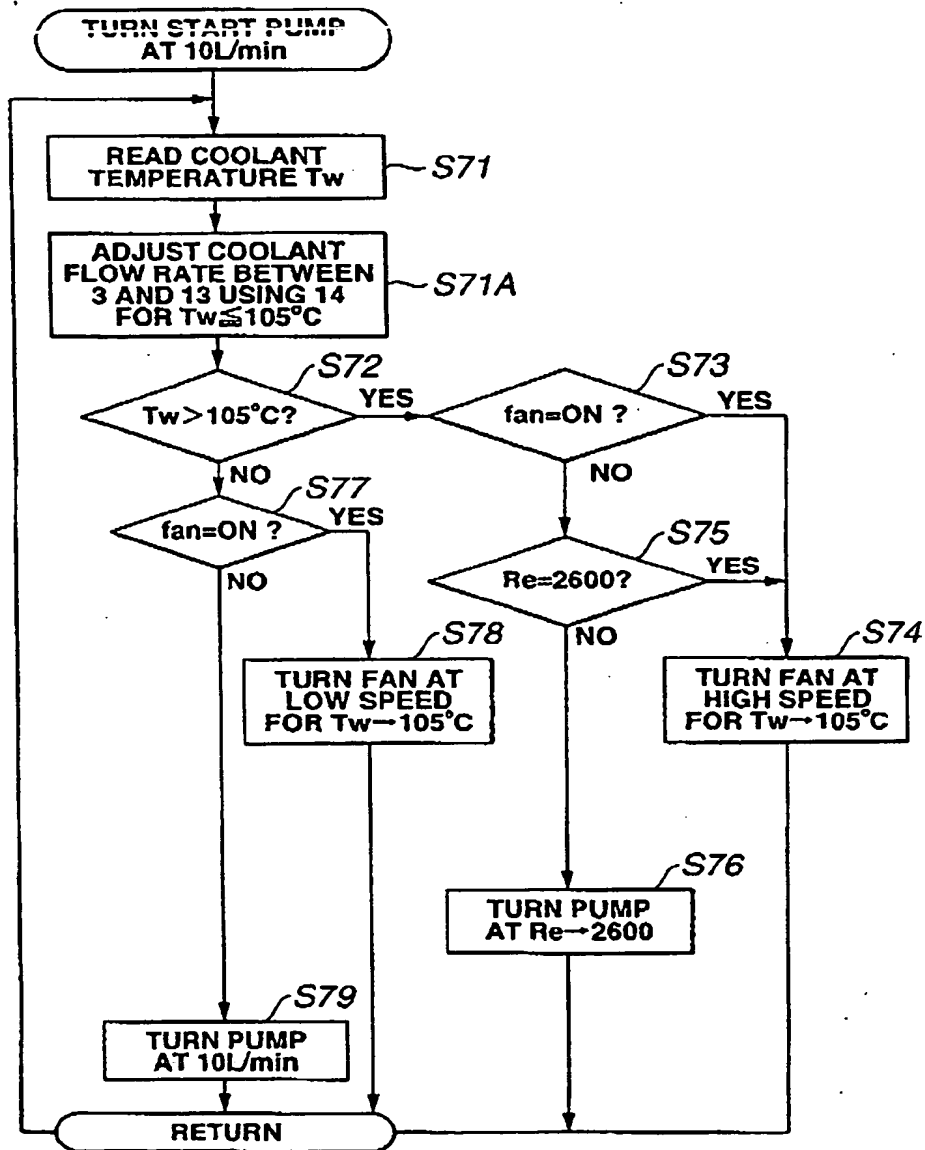 TURN START PUMP
AT 10L/min
READ COOLANT
TEMPERATURE Tw
S71
ADJUST COOLANT
FLOW RATE BETWEEN
3 AND 13 USING 14
FOR Tw≦105°C
S71A
S72
Tw>105°C?
YES
NO
S73
fan=ON ?
YES
NO
S77
fan=ON ?
YES
NO
S75
Re=2600?
YES
NO
S78
TURN FAN AT
LOW SPEED
FOR Tw→105°C
S74
TURN FAN AT
HIGH SPEED
FOR Tw→105°C
S76
TURN PUMP
AT Re→2600
S79
TURN PUMP
AT 10L/min
RETURN